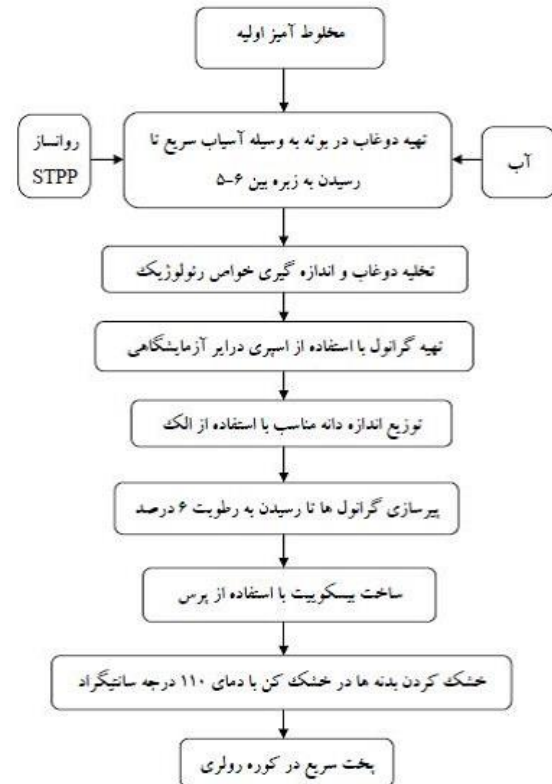 مخلوط آمیز اولیه
روانساز
STPP
تهیه دوغاب در بوته به وسیله آسیاب سریع تا
رسیدن به زبره بین ۶-۵
آب
تخلیه دوغاب و اندازه گیری خواص رئولوژیک
تهیه گرانول با استفاده از اسپری درایر آزمایشگاهی
توزیع اندازه دانه مناسب با استفاده از الک
پیرسازی گرانول ها تا رسیدن به رطوبت ۶ درصد
ساخت بیسکوییت با استفاده از پرس
خشک کردن بدنه ها در خشک کن با دمای ۱۱۰ درجه سانتیگراد
پخت سریع در کوره رولری